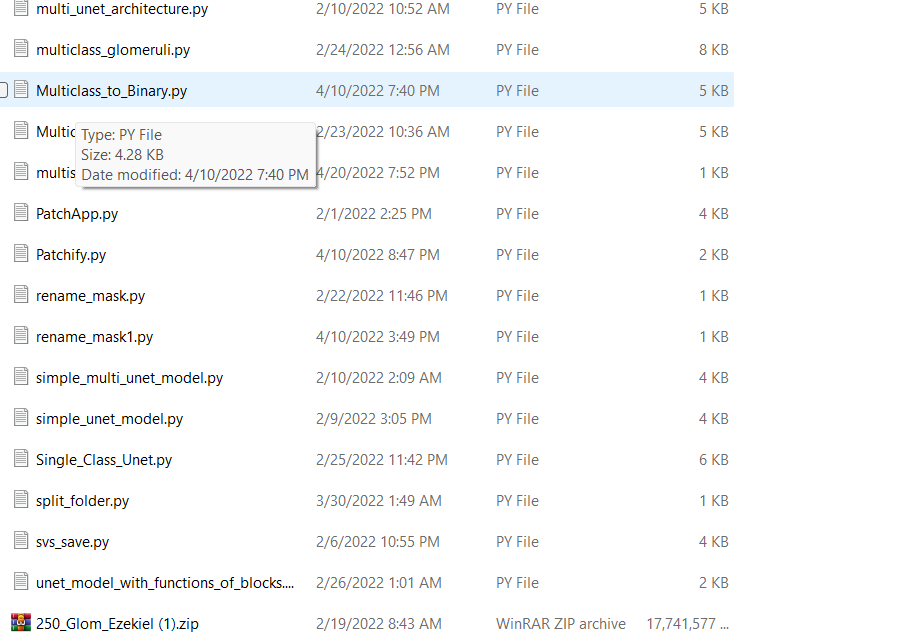 multi_unet_architecture.py 2/10/2022 10:52 AM PY File 5 KB
multiclass_glomeruli.py 2/24/2022 12:56 AM PY File 8 KB
Multiclass_to_Binary.py 4/10/2022 7:40 PM PY File 5 KB
Multic 2/23/2022 10:36 AM PY File 5 KB
Type: PY File
Size: 4.28 KB
multis 4/20/2022 7:52 PM PY File 1 KB
Date modified: 4/10/2022 7:40 PM
PatchApp.py 2/1/2022 2:25 PM PY File 4 KB
Patchify.py 4/10/2022 8:47 PM PY File 2 KB
rename_mask.py 2/22/2022 11:46 PM PY File 1 KB
rename_mask1.py 4/10/2022 3:49 PM PY File 1 KB
simple_multi_unet_model.py 2/10/2022 2:09 AM PY File 4 KB
simple_unet_model.py 2/9/2022 3:05 PM PY File 4 KB
Single_Class_Unet.py 2/25/2022 11:42 PM PY File 6 KB
split_folder.py 3/30/2022 1:49 AM PY File 1 KB
svs_save.py 2/6/2022 10:55 PM PY File 4 KB
unet_model_with_functions_of_blocks.... 2/26/2022 1:01 AM PY File 2 KB
250_Glom_Ezekiel (1).zip 2/19/2022 8:43 AM WinRAR ZIP archive 17,741,577 ...